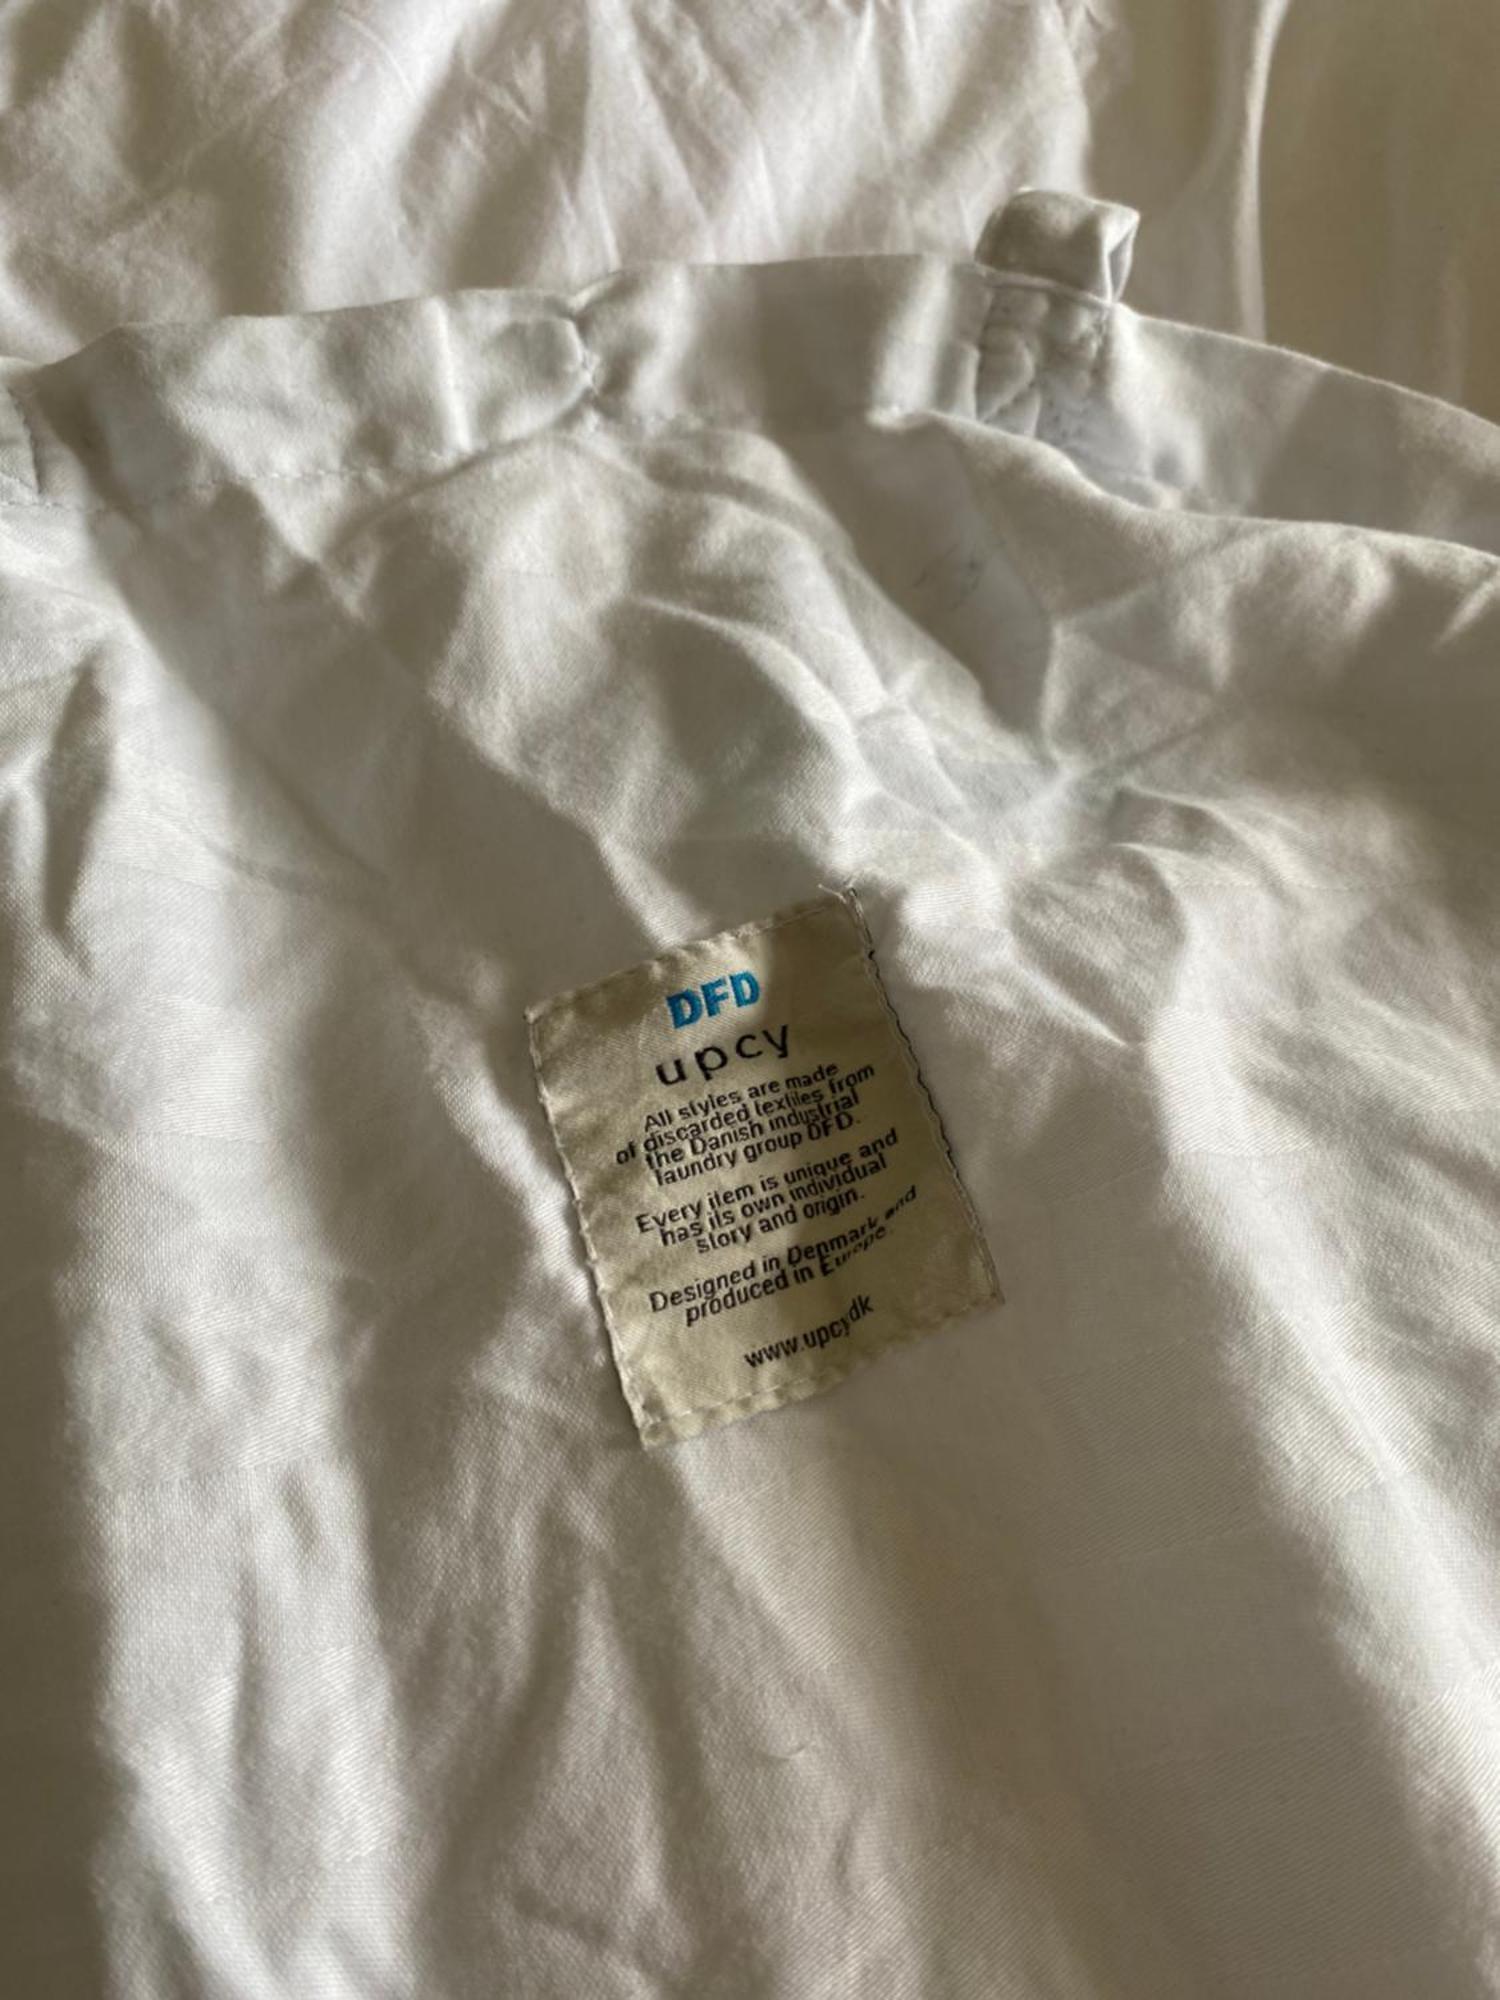 DFD
upcy
All styles are made
of discarded textiles from
the Danish industrial
laundry group DFD.
Every item is unique and
has its own individual
story and origin.
Designed in Denmark and
produced in Europe.
www.upcy.dk